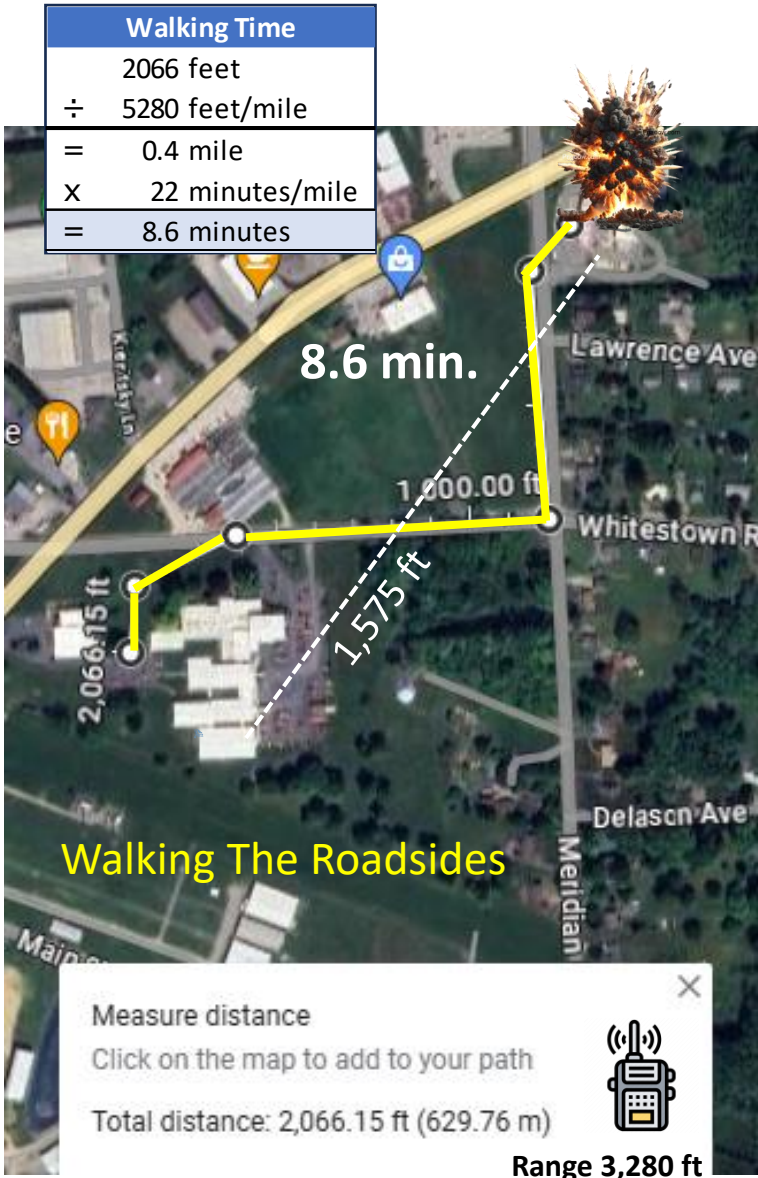 Walking Time
2066 feet
÷ 5280 feet/mile
= 0.4 mile
x 22 minutes/mile
= 8.6 minutes
Kenisky Ln
8.6 min.
Lawrence Ave
e
1 000.00 ft
Whitestown R
1,575 ft
2,066.15 ft
Delason Ave
Walking The Roadsides
Meridian
Main
Measure distance
Click on the map to add to your path
Total distance: 2,066.15 ft (629.76 m)
Range 3,280 ft